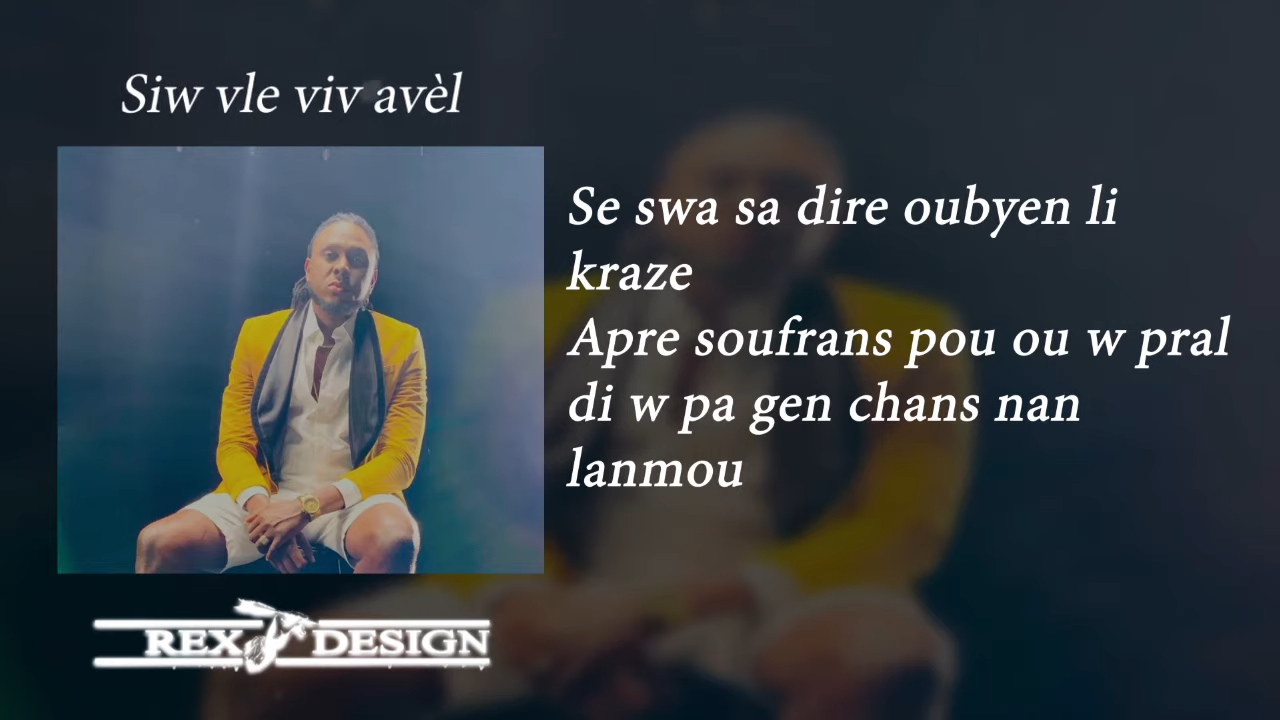 Siw vle viv avèl
Se swa sa dire oubyen li
kraze
Apre soufrans pou ou w pral
di w pa gen chans nan
lanmou
REX DESIGN